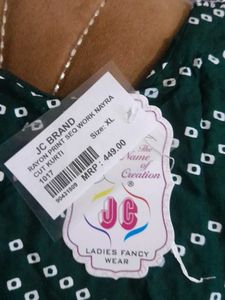 JC BRAND
RAYON PRINT SEQ WORK NAYRA
CUT KURTI
1017
Size: XL
MRP: 449.00
90431909
The
Name of
Creation
®
JC
LADIES FANCY
WEAR